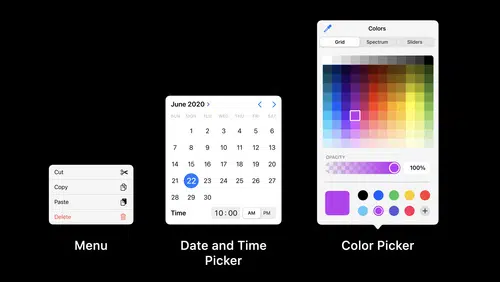 Cut
Copy
Paste
Delete
Menu
June 2020
SUN MON TUE WED THU FRI SAT
1 2 3 4 5 6
7 8 9 10 11 12 13
14 15 16 17 18 19 20
21 22 23 24 25 26 27
28 29 30
Time 10:00 AM PM
Date and Time
Picker
Colors
Grid Spectrum Sliders
OPACITY
100%
Color Picker